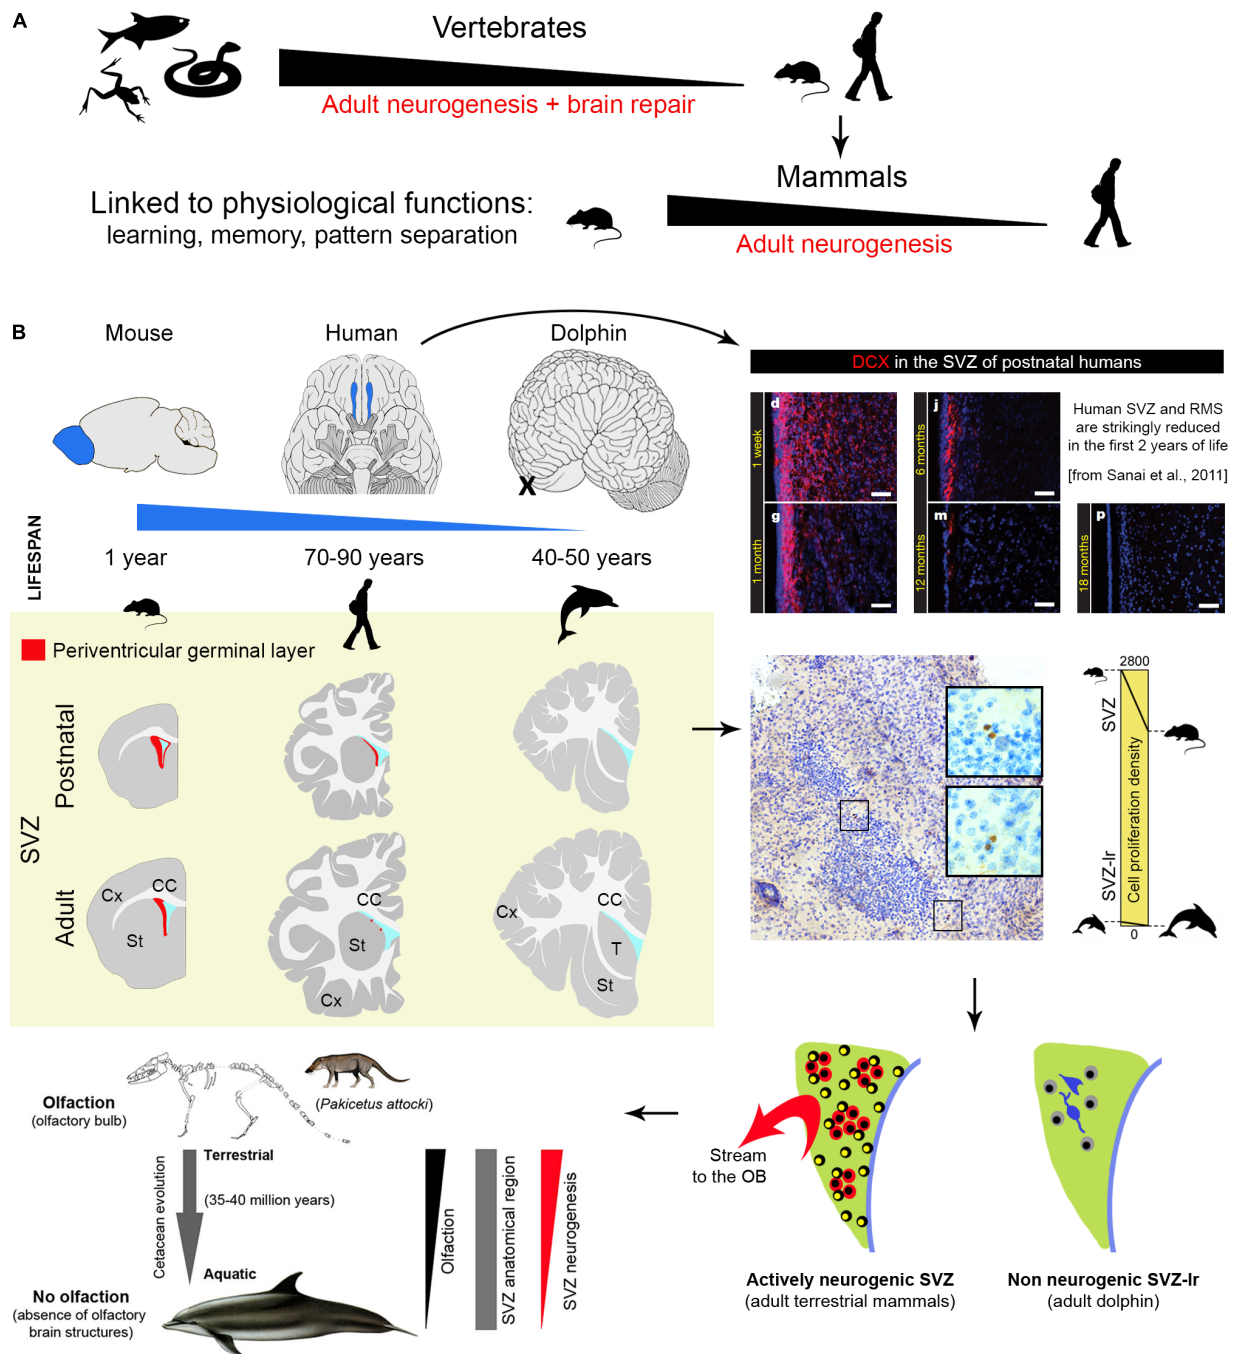 A
Vertebrates
Adult neurogenesis + brain repair
Mammals
Linked to physiological functions:
learning, memory, pattern separation
Adult neurogenesis
B
Mouse
Human
Dolphin
X
LIFESPAN
1 year
70-90 years
40-50 years
DCX in the SVZ of postnatal humans
d
1 week
j
6 months
g
1 month
m
12 months
p
18 months
Human SVZ and RMS
are strikingly reduced
in the first 2 years of life
[from Sanai et al., 2011]
Periventricular germinal layer
SVZ
Postnatal
Adult
Cx
CC
St
CC
St
Cx
Cx
CC
T
St
2800
SVZ
Cell proliferation density
SVZ-lr
0
Stream
to the OB
Actively neurogenic SVZ
(adult terrestrial mammals)
Non neurogenic SVZ-lr
(adult dolphin)
Olfaction
(olfactory bulb)
(Pakicetus attocki)
Terrestrial
(35-40 million years)
Cetacean evolution
Aquatic
No olfaction
(absence of olfactory
brain structures)
Olfaction
SVZ anatomical region
SVZ neurogenesis